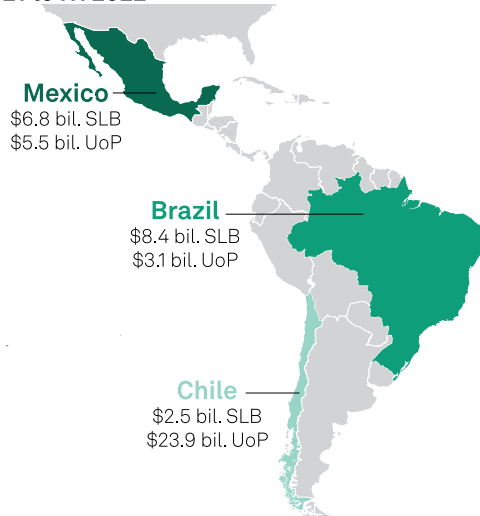 Mexico
$6.8 bil. SLB
$5.5 bil. UoP
Brazil
$8.4 bil. SLB
$3.1 bil. UoP
Chile
$2.5 bil. SLB
$23.9 bil. UoP